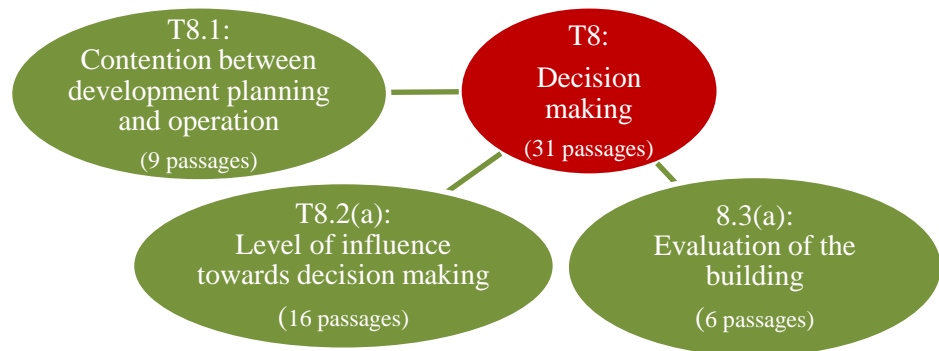 T8.1:
Contention between
development planning
and operation
(9 passages)
T8:
Decision
making
(31 passages)
T8.2(a):
Level of influence
towards decision making
(16 passages)
8.3(a):
Evaluation of the
building
(6 passages)